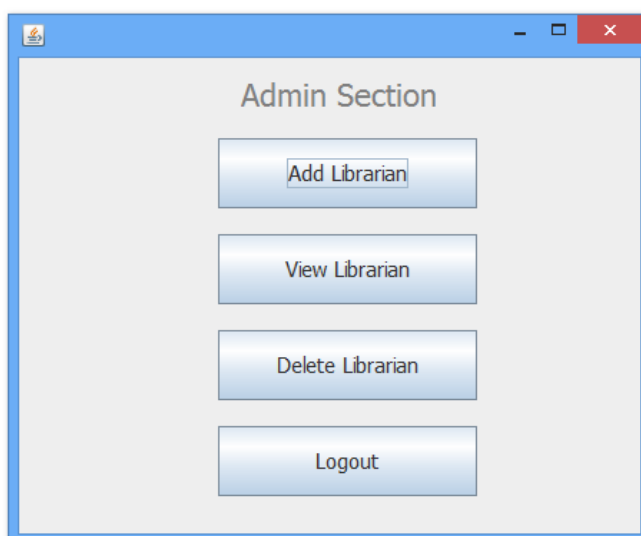 Admin Section
Add Librarian
View Librarian
Delete Librarian
Logout